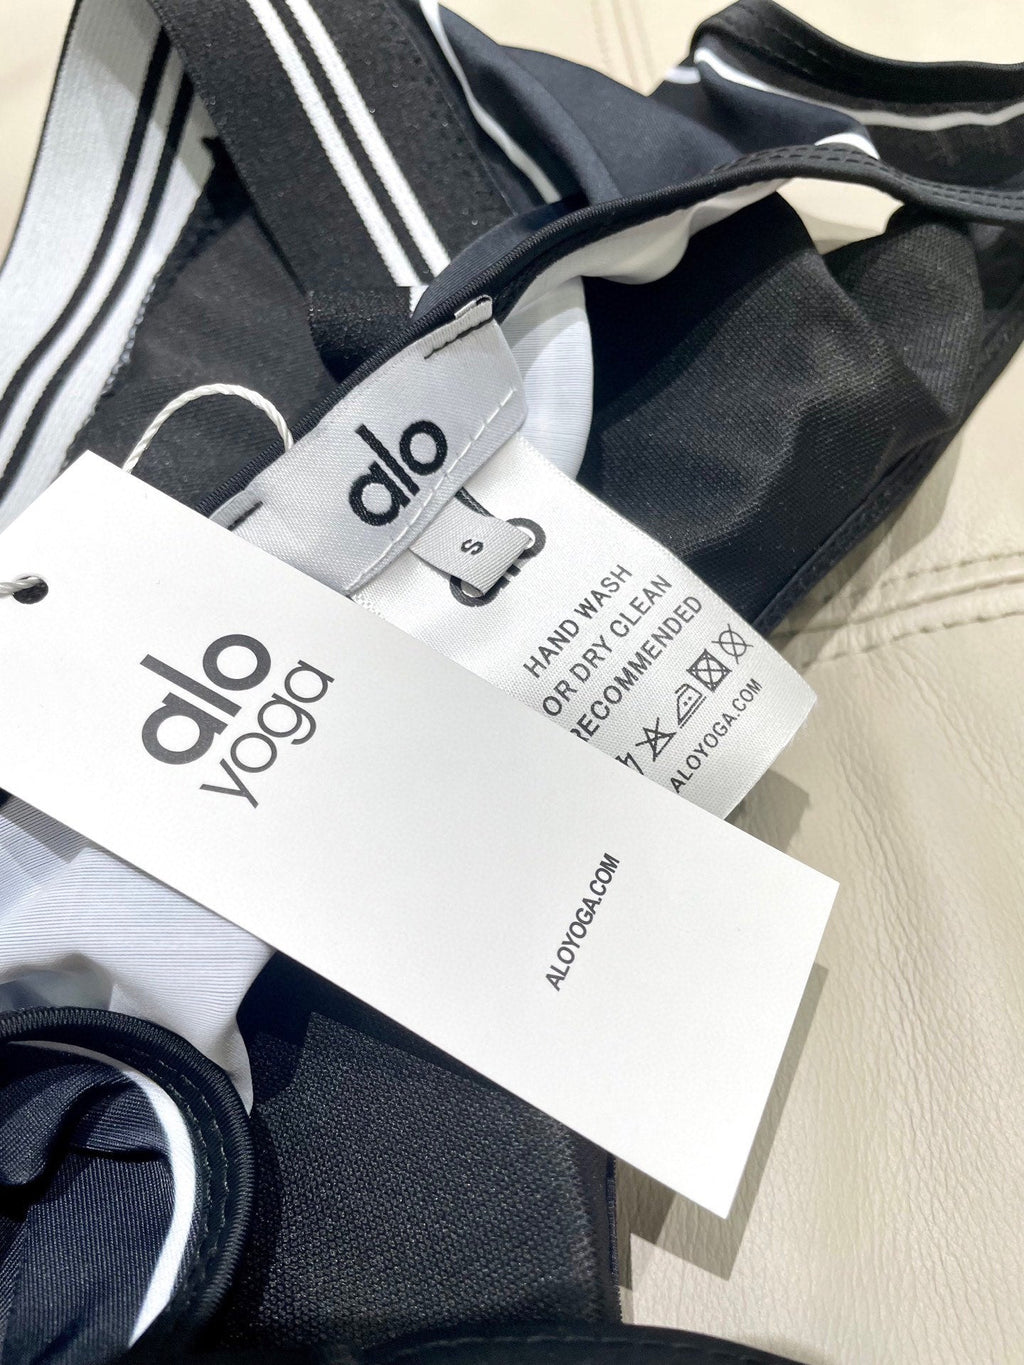 alo
S
HAND WASH
OR DRY CLEAN
RECOMMENDED
ALOYOGA.COM
alo
yoga
ALOYOGA.COM